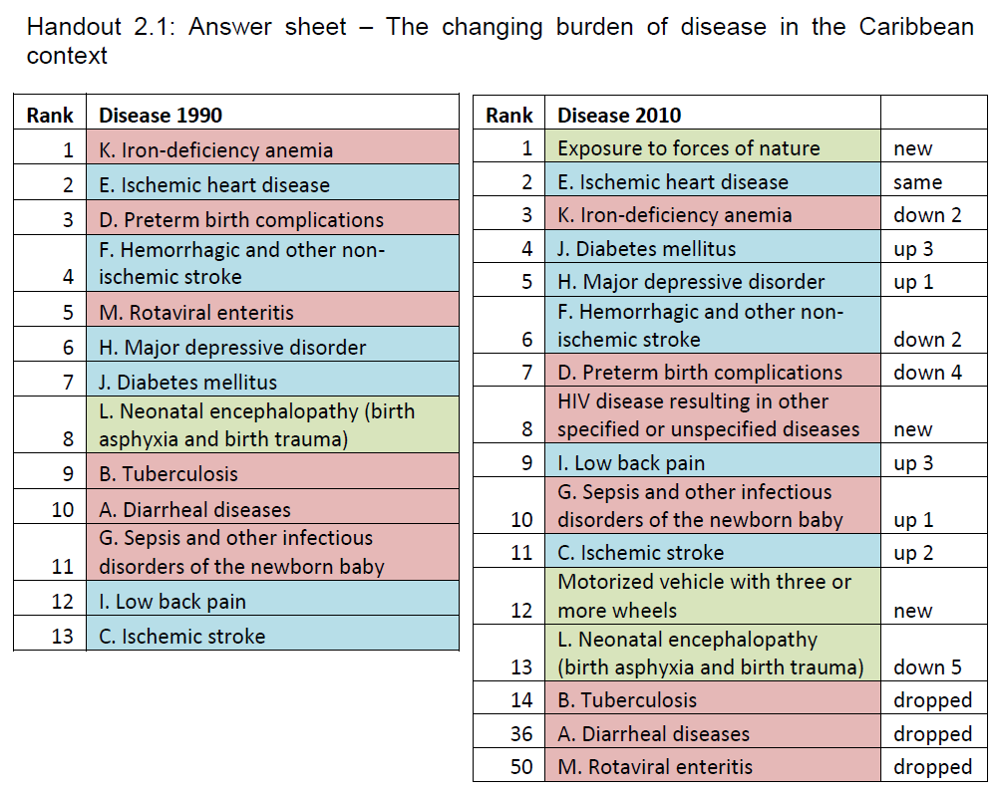 Handout 2.1: Answer sheet – The changing burden of disease in the Caribbean
context
Rank Disease 1990
1 K. Iron-deficiency anemia
2 E. Ischemic heart disease
3 D. Preterm birth complications
F. Hemorrhagic and other non-
4 ischemic stroke
5 M. Rotaviral enteritis
6 H. Major depressive disorder
7 J. Diabetes mellitus
L. Neonatal encephalopathy (birth
8 asphyxia and birth trauma)
9 B. Tuberculosis
10 A. Diarrheal diseases
G. Sepsis and other infectious
11 disorders of the newborn baby
12 I. Low back pain
13 C. Ischemic stroke
Rank Disease 2010
1 Exposure to forces of nature new
2 E. Ischemic heart disease same
3 K. Iron-deficiency anemia down 2
4 J. Diabetes mellitus up 3
5 H. Major depressive disorder up 1
F. Hemorrhagic and other non-
6 ischemic stroke down 2
7 D. Preterm birth complications down 4
HIV disease resulting in other
8 specified or unspecified diseases new
9 I. Low back pain up 3
G. Sepsis and other infectious
10 disorders of the newborn baby up 1
11 C. Ischemic stroke up 2
Motorized vehicle with three or
12 more wheels new
L. Neonatal encephalopathy
13 (birth asphyxia and birth trauma) down 5
14 B. Tuberculosis dropped
36 A. Diarrheal diseases dropped
50 M. Rotaviral enteritis dropped